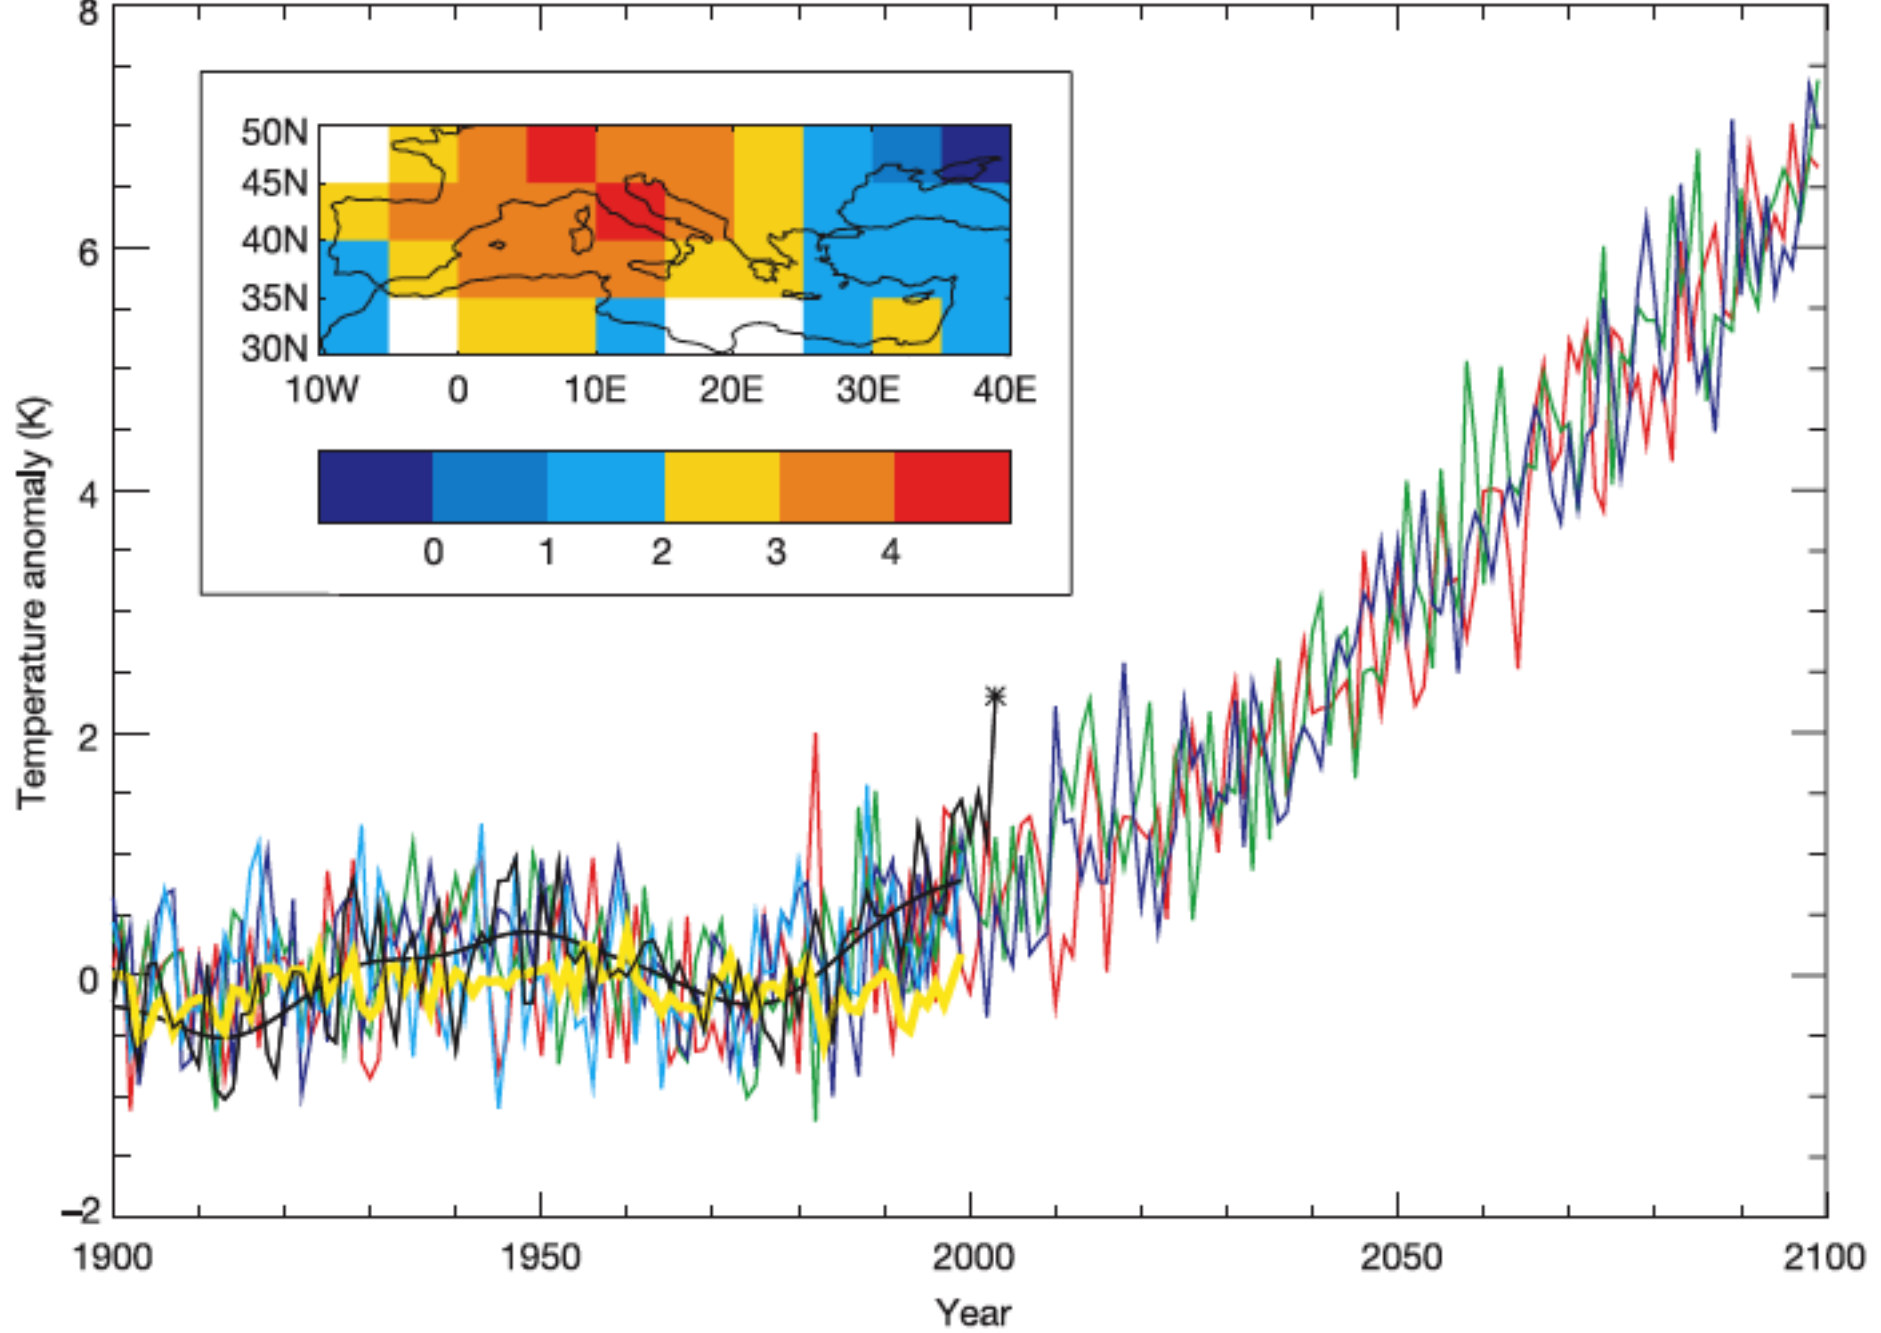 8
50N
45N
40N
35N
30N
10W 0 10E 20E 30E 40E
0 1 2 3 4
6
4
2
0
–2
Temperature anomaly (K)
1900 1950 2000 2050 2100
Year